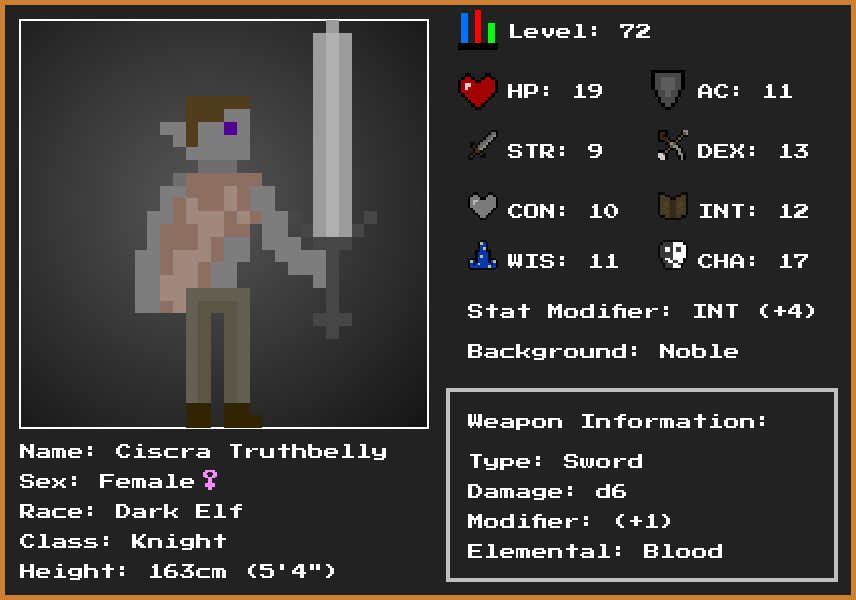 Level: 72
HP: 19
AC: 11
STR: 9
DEX: 13
CON: 10
INT: 12
WIS: 11
CHA: 17
Stat Modifier: INT (+4)
Background: Noble
Weapon Information:
Type: Sword
Damage: d6
Modifier: (+1)
Elemental: Blood
Name: Ciscra Truthbelly
Sex: Female♀
Race: Dark Elf
Class: Knight
Height: 163cm (5'4")